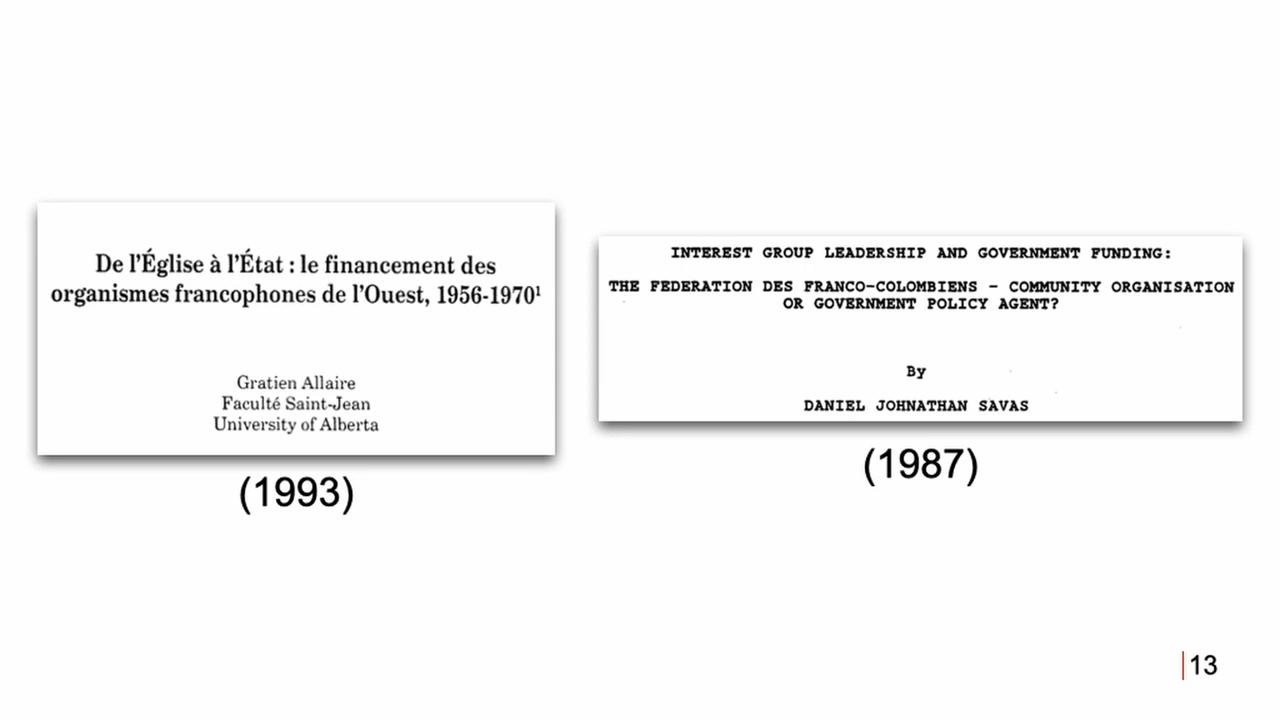 De l'Église à l'État : le financement des
organismes francophones de l'Ouest, 1956-1970¹
Gratien Allaire
Faculté Saint-Jean
University of Alberta
(1993)
INTEREST GROUP LEADERSHIP AND GOVERNMENT FUNDING:
THE FEDERATION DES FRANCO-COLOMBIENS - COMMUNITY ORGANISATION
OR GOVERNMENT POLICY AGENT?
By
DANIEL JOHNATHAN SAVAS
(1987)
13